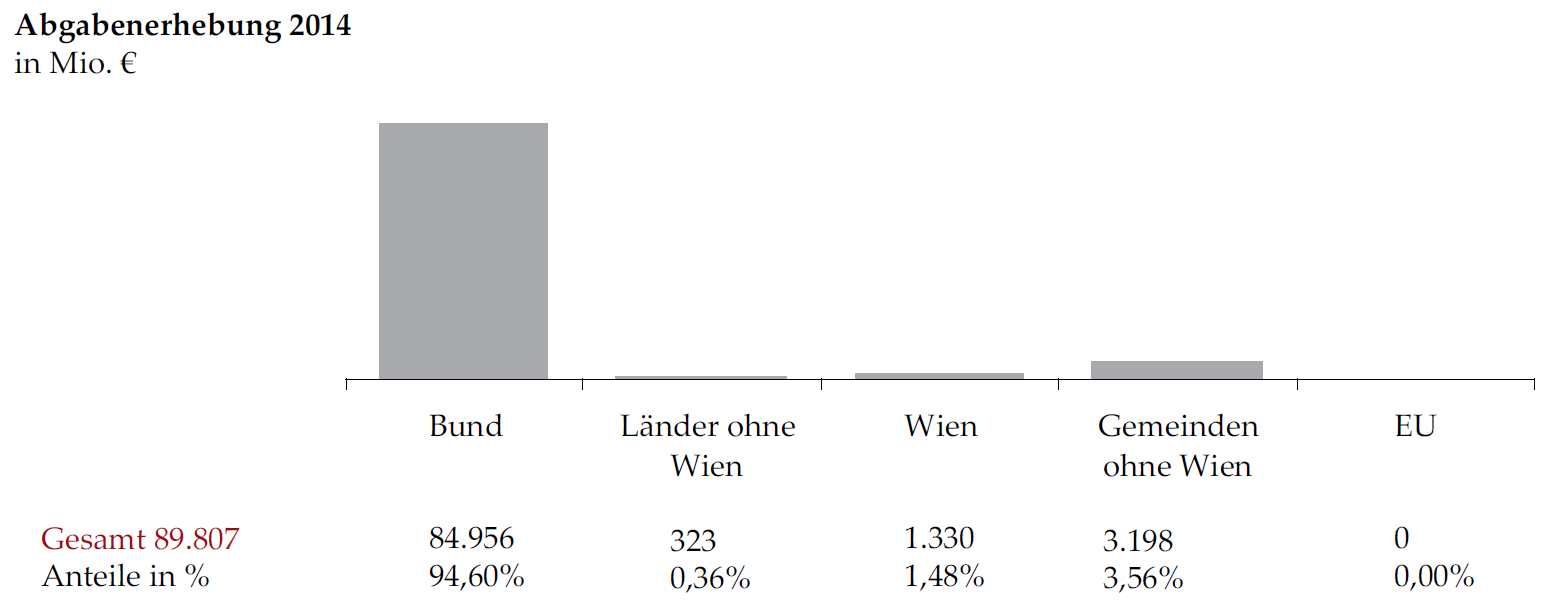 Abgabenerhebung 2014
in Mio. €
Bund
Länder ohne
Wien
Wien
Gemeinden
ohne Wien
EU
Gesamt 89.807 84.956 323 1.330 3.198 0
Anteile in % 94,60% 0,36% 1,48% 3,56% 0,00%